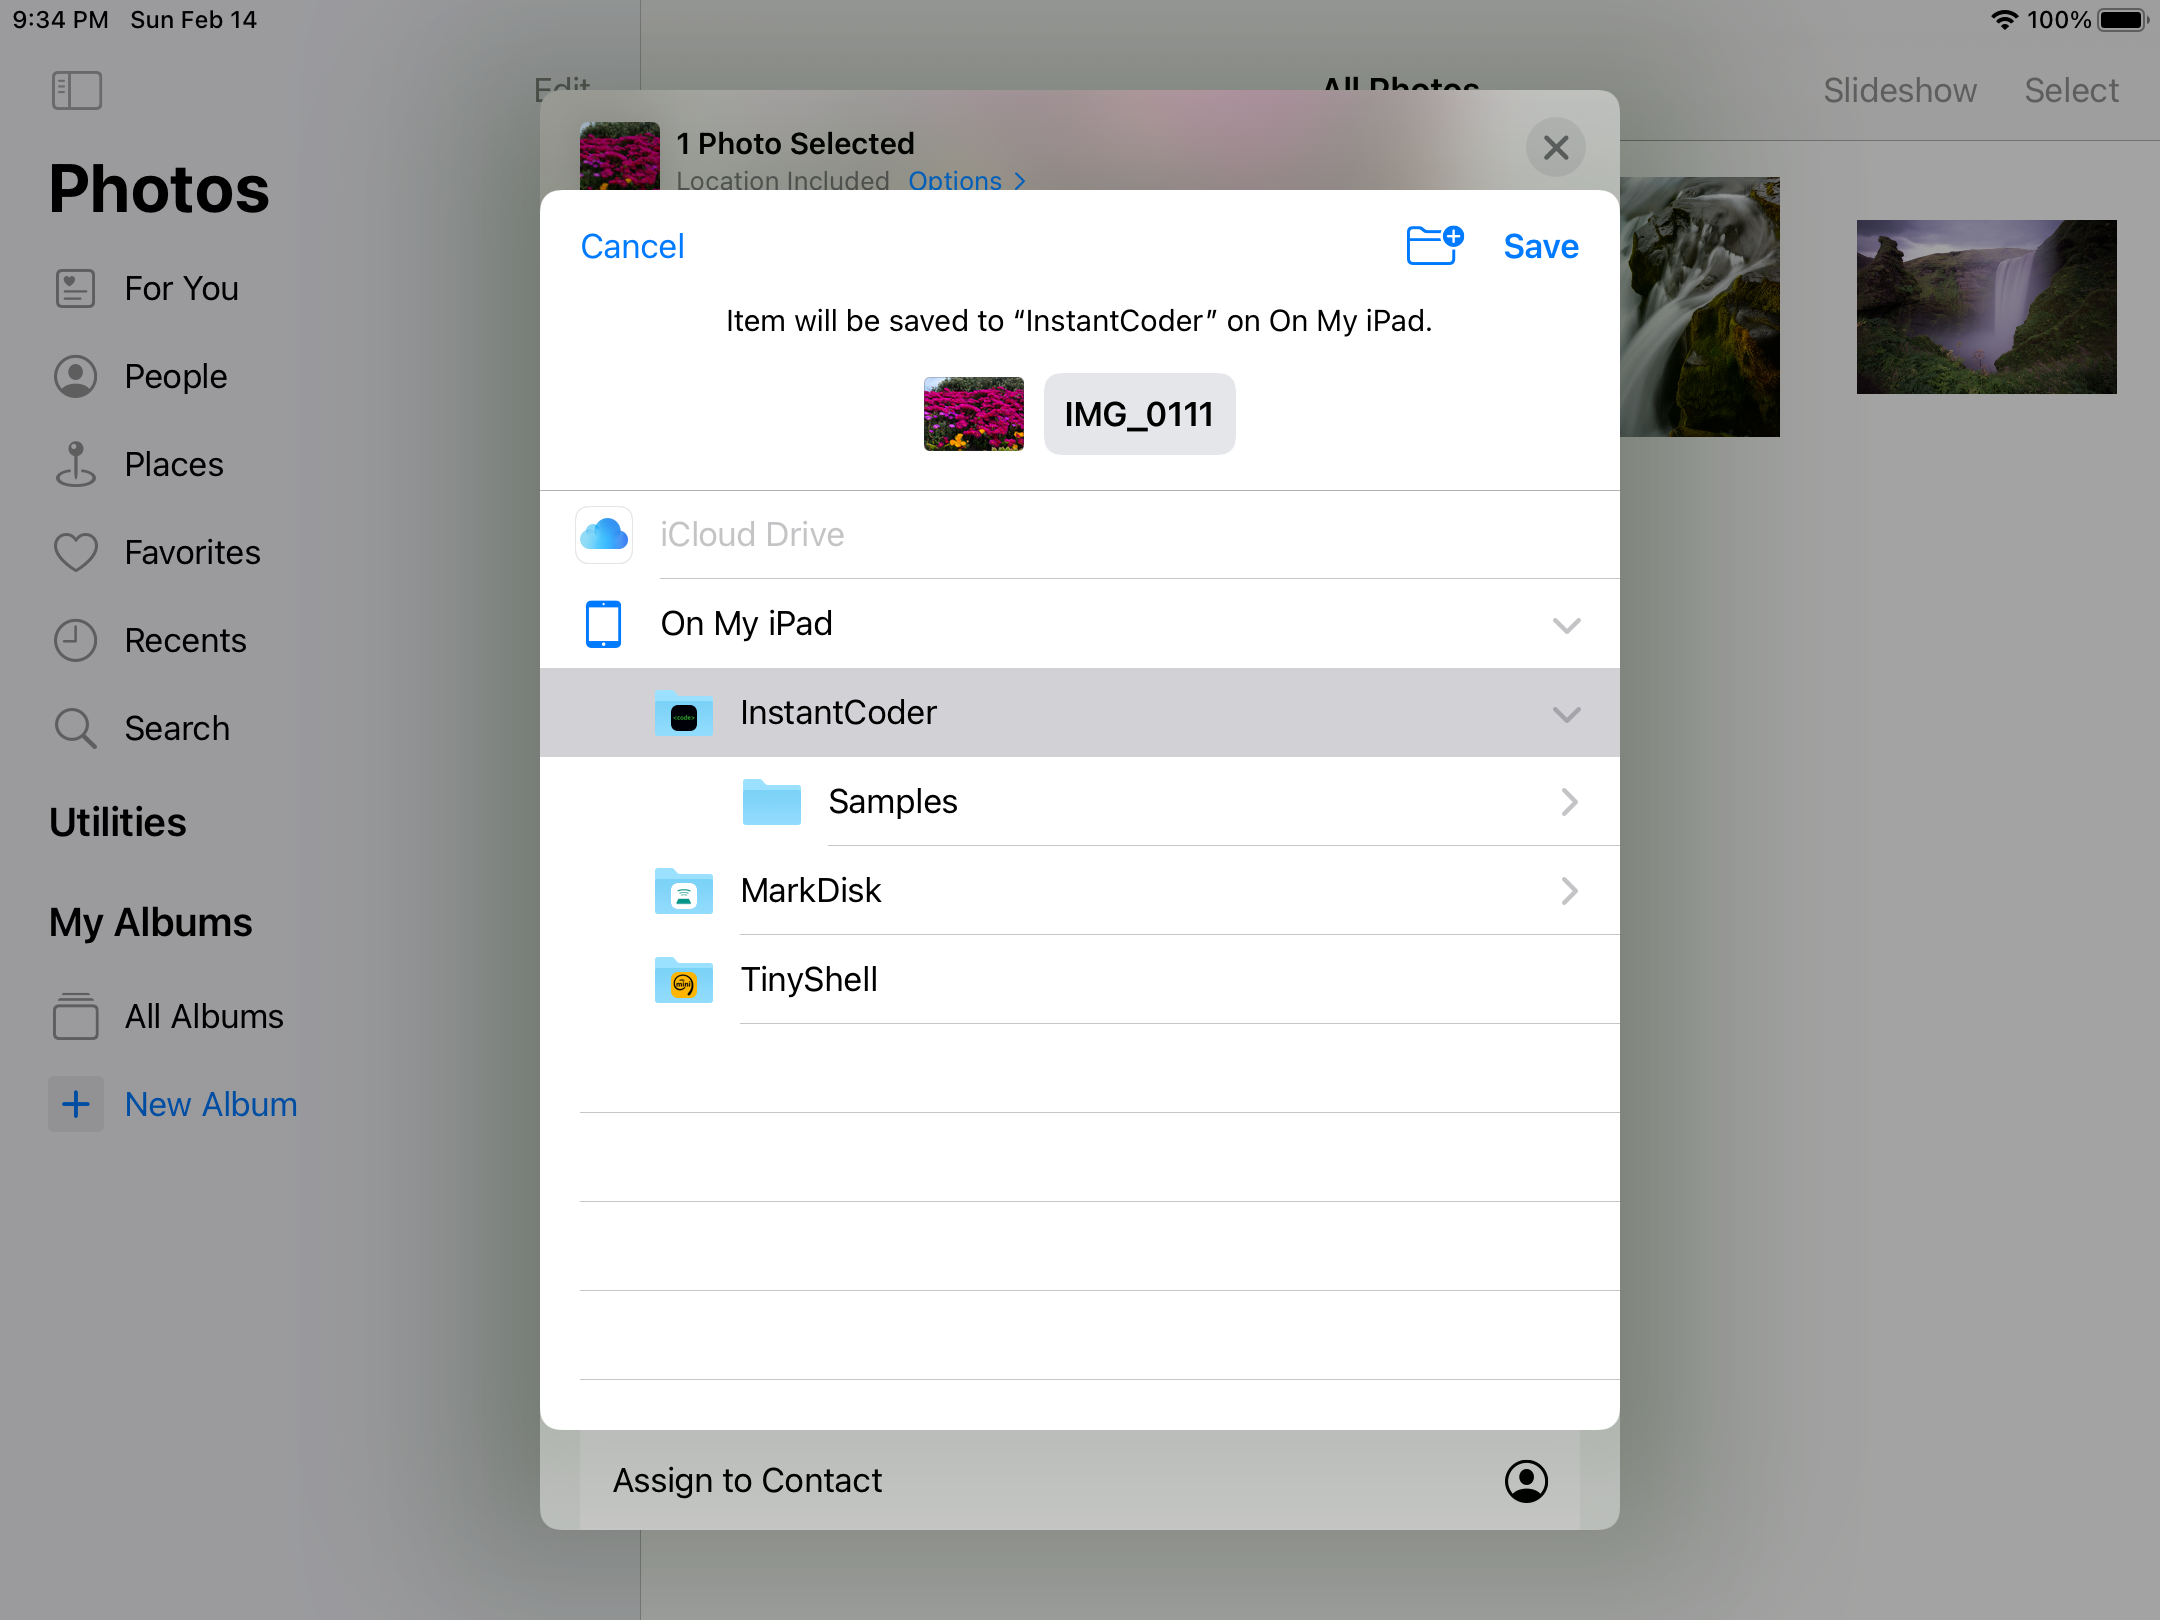 9:34 PM Sun Feb 14
100%
Edit
All Photos
Slideshow Select
Photos
For You
People
Places
Favorites
Recents
Search
Utilities
My Albums
All Albums
New Album
1 Photo Selected
Location Included Options
Cancel
Save
Item will be saved to “InstantCoder” on On My iPad.
IMG_0111
iCloud Drive
On My iPad
<code>
InstantCoder
Samples
MarkDisk
mini
TinyShell
Assign to Contact